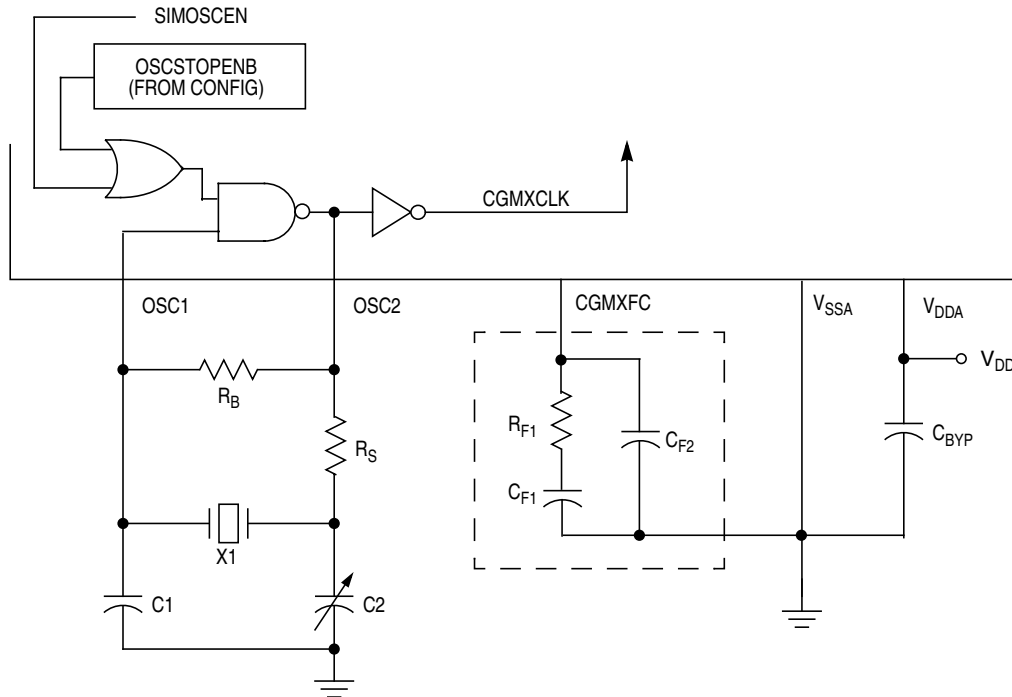 SIMOSCEN
OSCSTOPENB
(FROM CONFIG)
CGMXCLK
OSC1
OSC2
CGMXFC
VSSA
VDDA
VDD
RB
RS
RF1
CF2
CBYP
CF1
X1
C1
C2